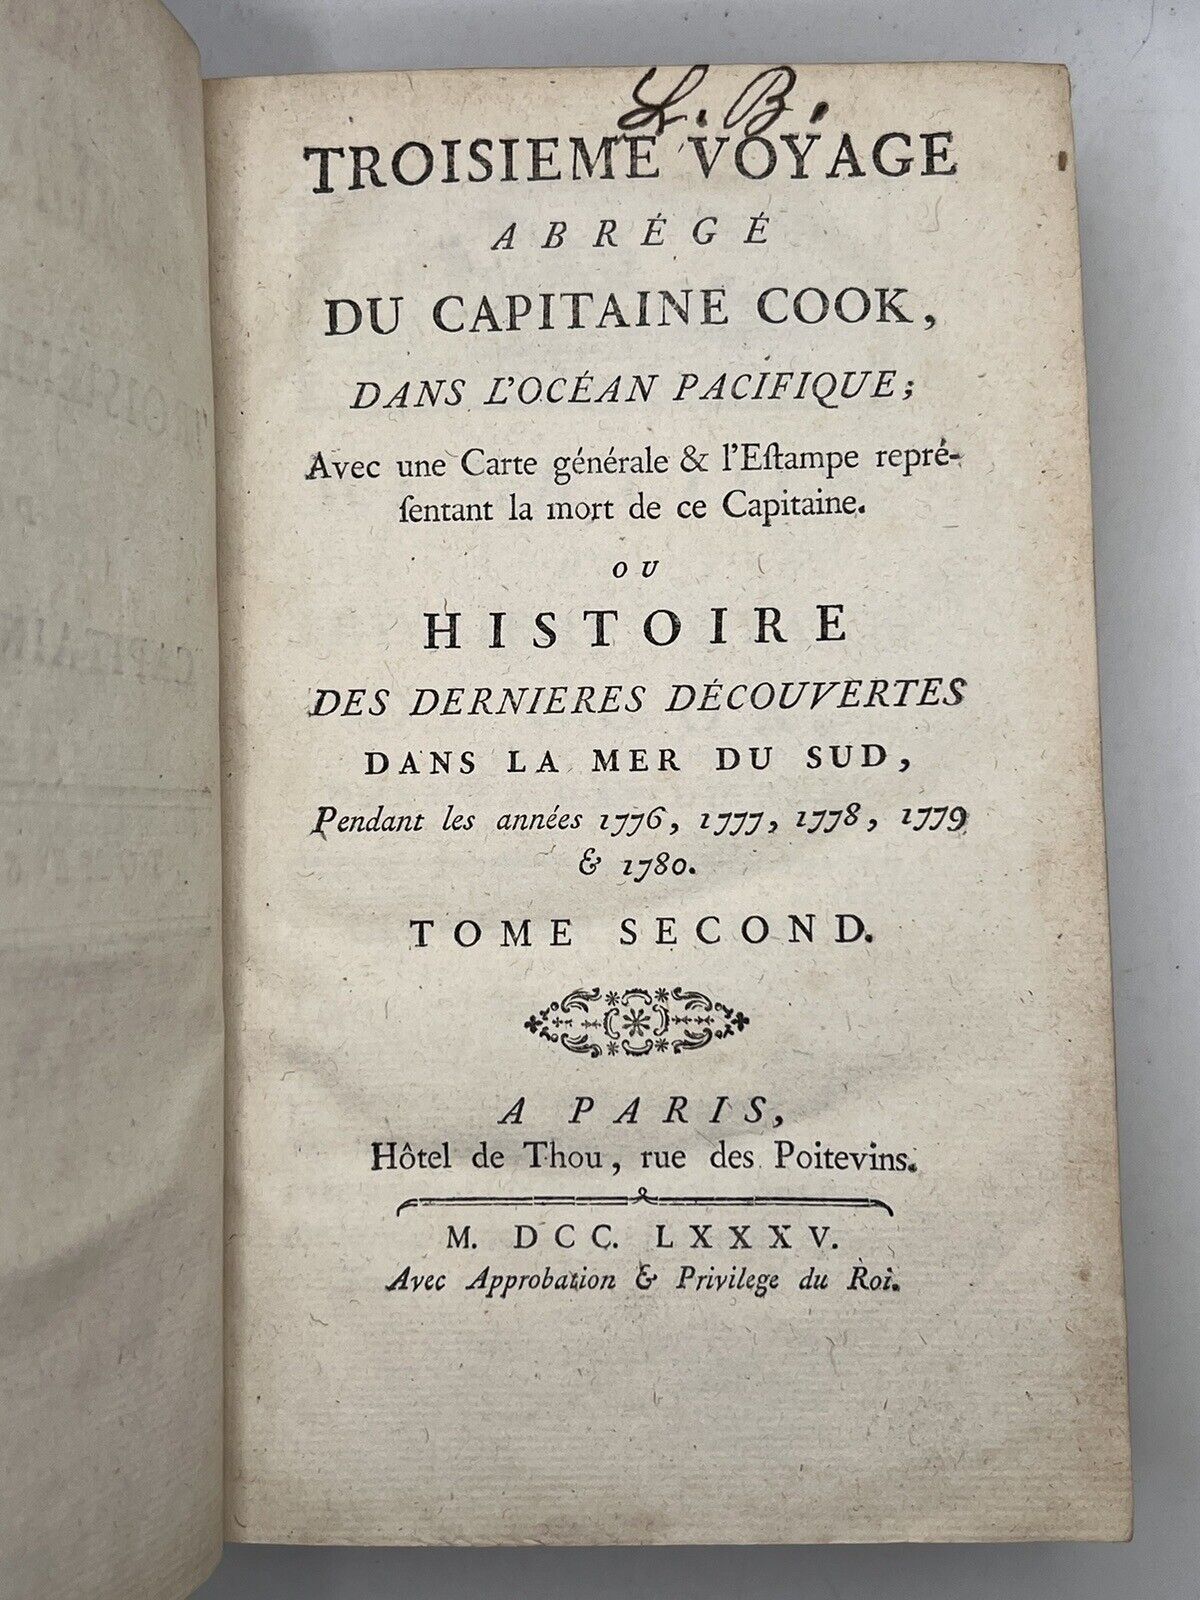 L. B.
TROISIEME VOYAGE
ABRÉGÉ
DU CAPITAINE COOK,
DANS L'OCÉAN PACIFIQUE;
Avec une Carte générale & l'Eſtampe repré-
ſentant la mort de ce Capitaine.
OU
HISTOIRE
DES DERNIERES DÉCOUVERTES
DANS LA MER DU SUD,
Pendant les années 1776, 1777, 1778, 1779
& 1780.
TOME SECOND.
A PARIS,
Hôtel de Thou, rue des Poitevins.
M. DCC. LXXXV.
Avec Approbation & Privilege du Roi.